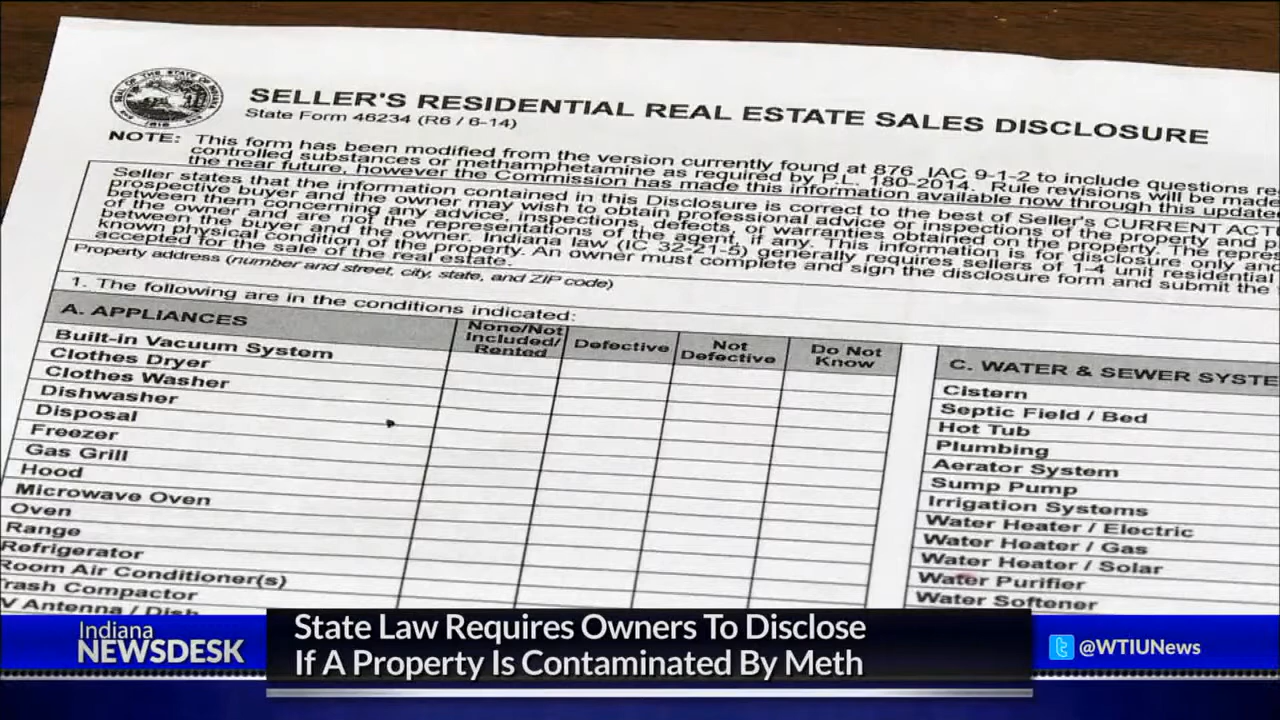 SEAL OF THE STATE OF INDIANA
1816
SELLER'S RESIDENTIAL REAL ESTATE SALES DISCLOSURE
State Form 46234 (R6 / 6-14)
NOTE: This form has been modified from the version currently found at 876 IAC 9-1-2 to include questions re
controlled substances or methamphetamine as required by P.L. 180-2014. Rule revisions will be made
the near future, however the Commission has made this information available now through this update
Seller states that the information contained in this Disclosure is correct to the best of Seller's CURRENT ACT
prospective buyer and the owner may wish to obtain professional advice or inspections of the property and p
between them concerning any advice, inspections, defects, or warranties obtained on the property. The repres
of the owner and are not the representations of the agent, if any. This information is for disclosure only and
between the buyer and the owner. Indiana law (IC 32-21-5) generally requires sellers of 1-4 unit residential
known physical condition of the property. An owner must complete and sign the disclosure form and submit the
accepted for the sale of the real estate.
Property address (number and street, city, state, and ZIP code)
1. The following are in the conditions indicated:
A. APPLIANCES
None/Not
Included/
Rented
Defective
Not
Defective
Do Not
Know
Built-in Vacuum System
Clothes Dryer
Clothes Washer
Dishwasher
Disposal
Freezer
Gas Grill
Hood
Microwave Oven
Oven
Range
Refrigerator
Room Air Conditioner(s)
Trash Compactor
V Antenna / Dish
C. WATER & SEWER SYSTE
Cistern
Septic Field / Bed
Hot Tub
Plumbing
Aerator System
Sump Pump
Irrigation Systems
Water Heater / Electric
Water Heater / Gas
Water Heater / Solar
Water Purifier
Water Softener
Indiana
NEWSDESK
State Law Requires Owners To Disclose
If A Property Is Contaminated By Meth
@WTIUNews